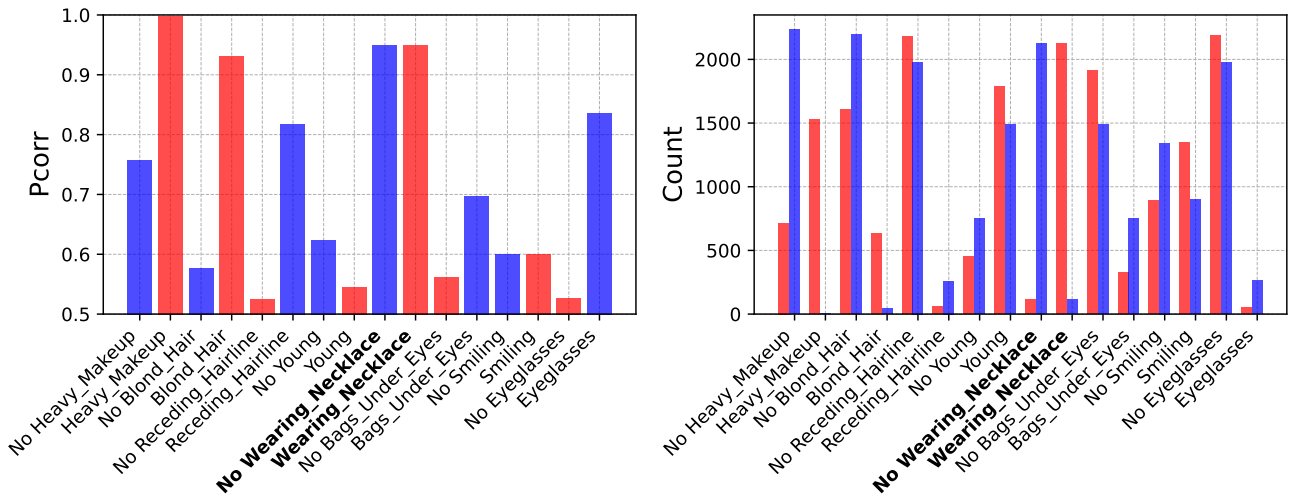 Pcorr
1.0
0.9
0.8
0.7
0.6
0.5
No Heavy_Makeup
Heavy_Makeup
No Blond_Hair
Blond_Hair
No Receding_Hairline
Receding_Hairline
No Young
Young
No Wearing_Necklace
Wearing_Necklace
No Bags_Under_Eyes
Bags_Under_Eyes
No Smiling
Smiling
No Eyeglasses
Eyeglasses
Count
2000
1500
1000
500
0
No Heavy_Makeup
Heavy_Makeup
No Blond_Hair
Blond_Hair
No Receding_Hairline
Receding_Hairline
No Young
Young
No Wearing_Necklace
Wearing_Necklace
No Bags_Under_Eyes
Bags_Under_Eyes
No Smiling
Smiling
No Eyeglasses
Eyeglasses